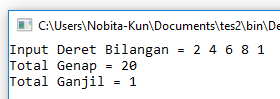 C:\Users\Nobita-Kun\Documents\tes2\bin\De
Input Deret Bilangan = 2 4 6 8 1
Total Genap = 20
Total Ganjil = 1